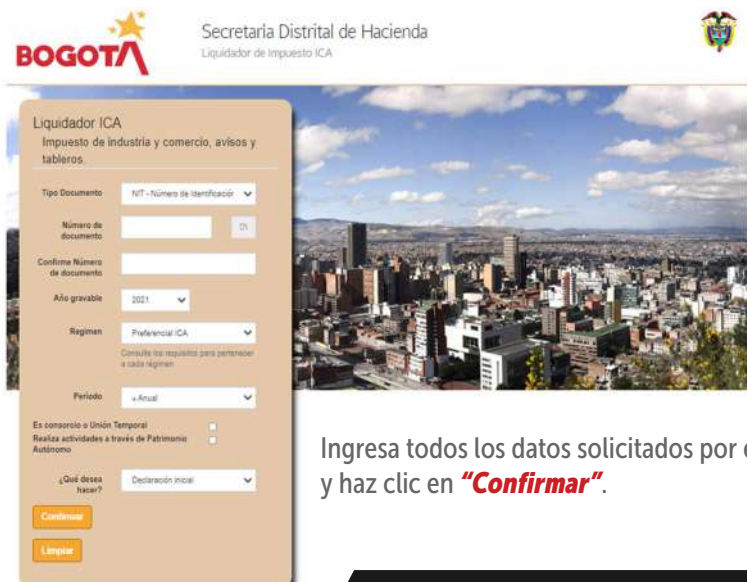 BOGOTÁ
Secretaria Distrital de Hacienda
Liquidador de Impuesto ICA
Liquidador ICA
Impuesto de industria y comercio, avisos y
tableros.
Tipo Documento
NIT - Número de Identificación
Número de
documento
DV
Confirme Número
de documento
Año gravable
2021
Regimen
Preferencial ICA
Consulte los requisitos para pertenecer
a cada régimen
Periodo
Anual
Es consorcio o Unión
Temporal
Realiza actividades a través de Patrimonio
Autónomo
¿Qué desea
hacer?
Declaración inicial
Continuar
Limpiar
Ingresa todos los datos solicitados por
y haz clic en “Confirmar”.